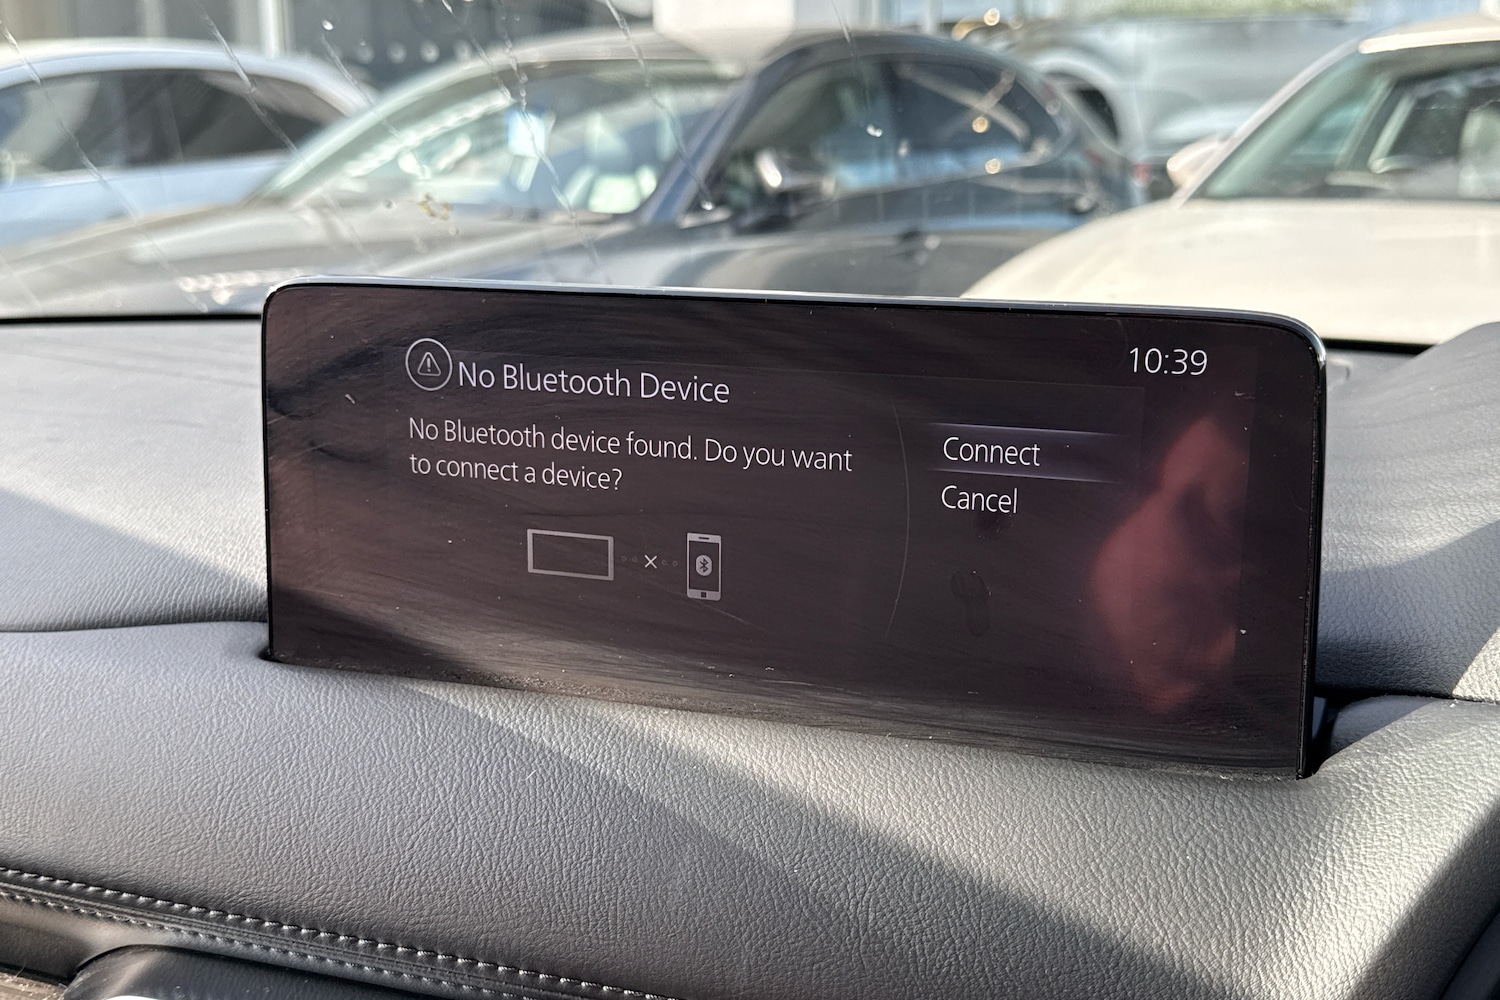 10:39
No Bluetooth Device
No Bluetooth device found. Do you want
to connect a device?
Connect
Cancel